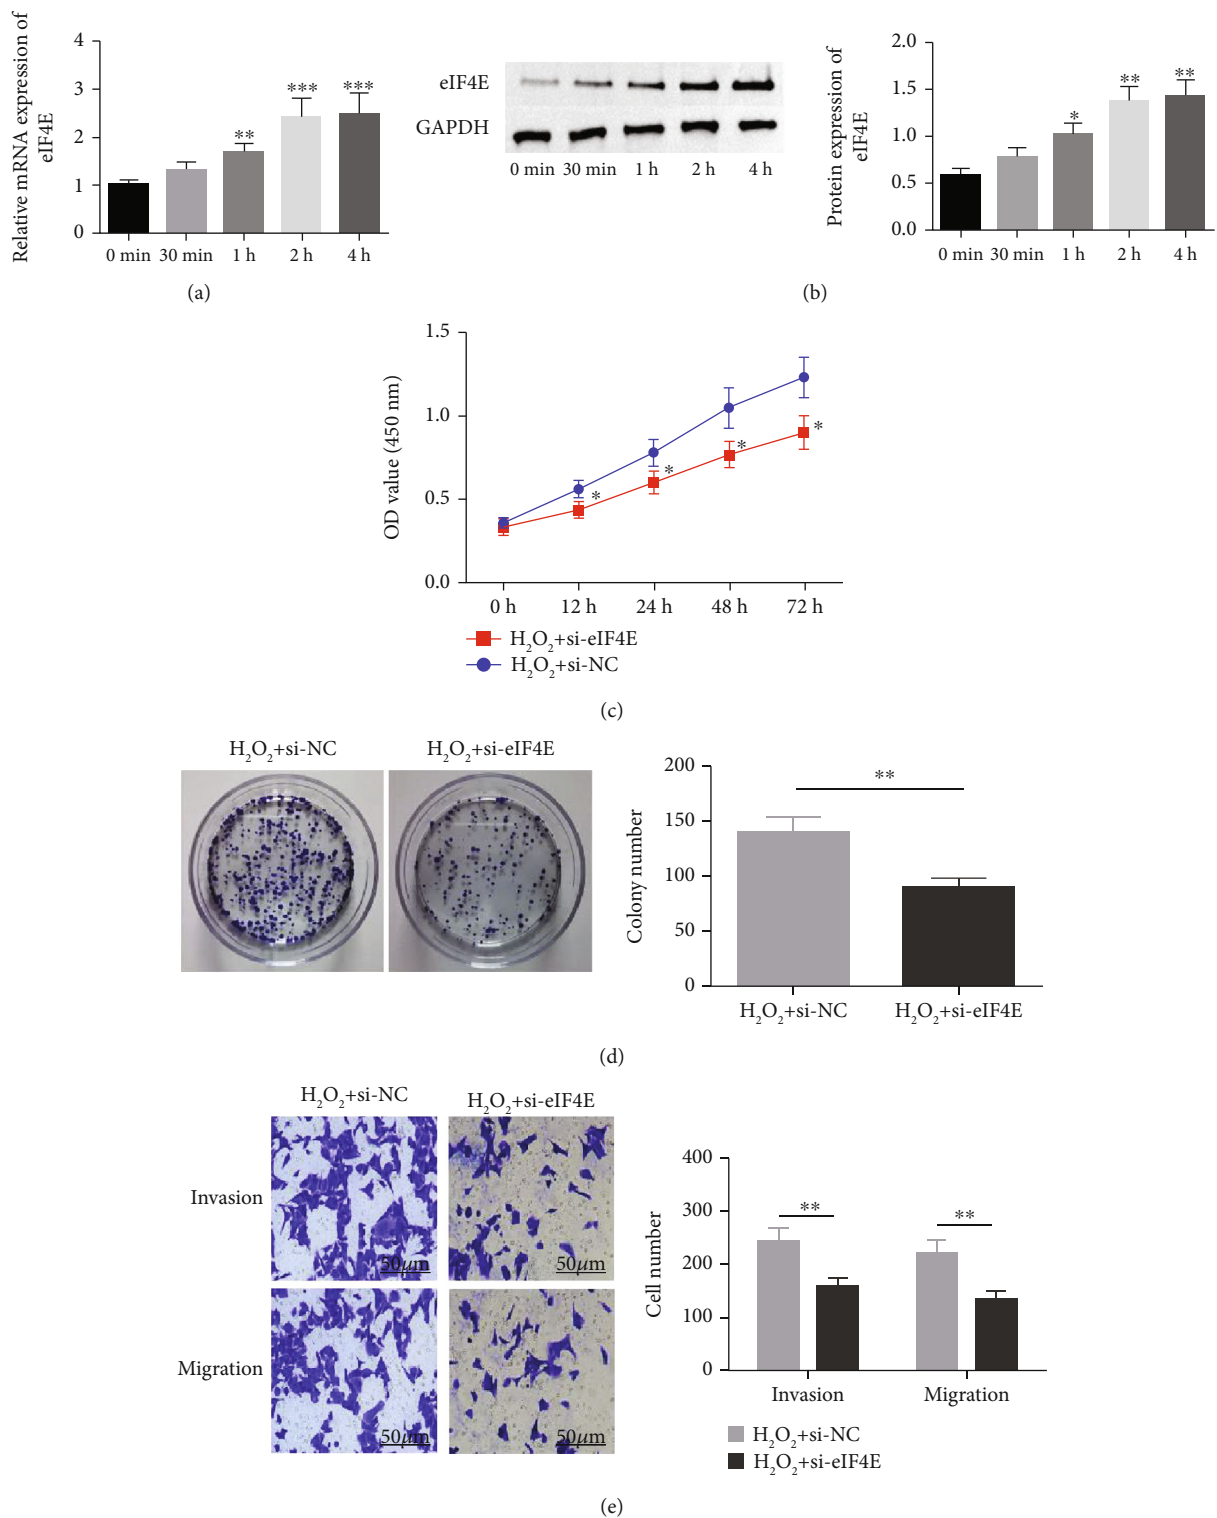 Relative mRNA expression of
eIF4E
4
3
2
1
0
**
***
***
0 min 30 min 1 h 2 h 4 h
(a)
eIF4E
GAPDH
0 min 30 min 1 h 2 h 4 h
Protein expression of
eIF4E
2.0
1.5
1.0
0.5
0.0
*
**
**
0 min 30 min 1 h 2 h 4 h
(b)
OD value (450 nm)
1.5
1.0
0.5
0.0
*
*
*
*
0 h 12 h 24 h 48 h 72 h
H₂O₂+si-eIF4E
H₂O₂+si-NC
(c)
H₂O₂+si-NC H₂O₂+si-eIF4E
Colony number
200
150
100
50
0
**
H₂O₂+si-NC H₂O₂+si-eIF4E
(d)
H₂O₂+si-NC H₂O₂+si-eIF4E
Invasion
50μm 50μm
Migration
50μm 50μm
Cell number
400
300
200
100
0
** **
Invasion Migration
H₂O₂+si-NC
H₂O₂+si-eIF4E
(e)